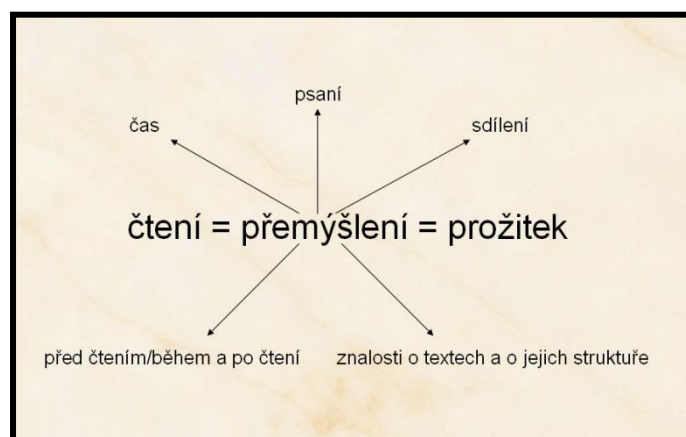 psaní
čas
sdílení
čtení = přemýšlení = prožitek
před čtením/během a po čtení
znalosti o textech a o jejich struktuře